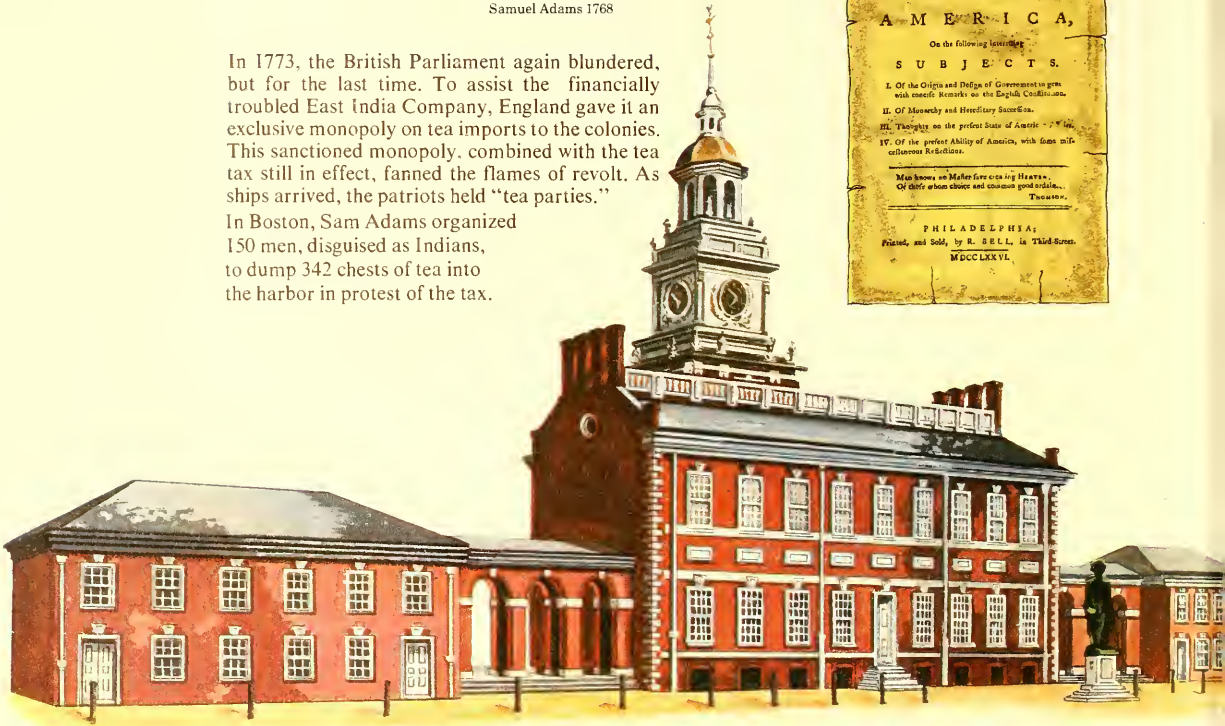 Samuel Adams 1768
In 1773, the British Parliament again blundered,
but for the last time. To assist the financially
troubled East India Company, England gave it an
exclusive monopoly on tea imports to the colonies.
This sanctioned monopoly, combined with the tea
tax still in effect, fanned the flames of revolt. As
ships arrived, the patriots held “tea parties.”
In Boston, Sam Adams organized
150 men, disguised as Indians,
to dump 342 chests of tea into
the harbor in protest of the tax.
AMERICA,
On the following interesting
SUBJECTS.
I. Of the Origin and Design of Government in
with concise Remarks on the English Constitution.
II. Of Monarchy and Hereditary Succession.
III. Thoughts on the present State of
IV. Of the present Ability of America, with some mis-
cellaneous Reflections.
Man knows no Master save creating HEAVEN,
Or those whom choice and common good ordain.
THOMSON.
PHILADELPHIA;
Printed, and Sold, by R. BELL, in Third-Street.
MDCCLXXVI.